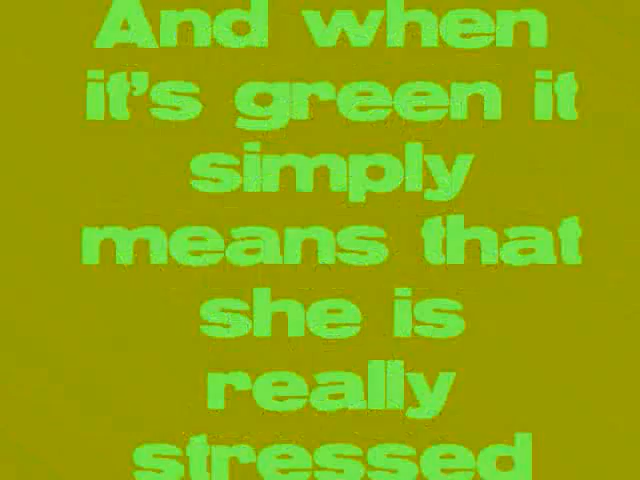 And when
it's green it
simply
means that
she is
really
stressed